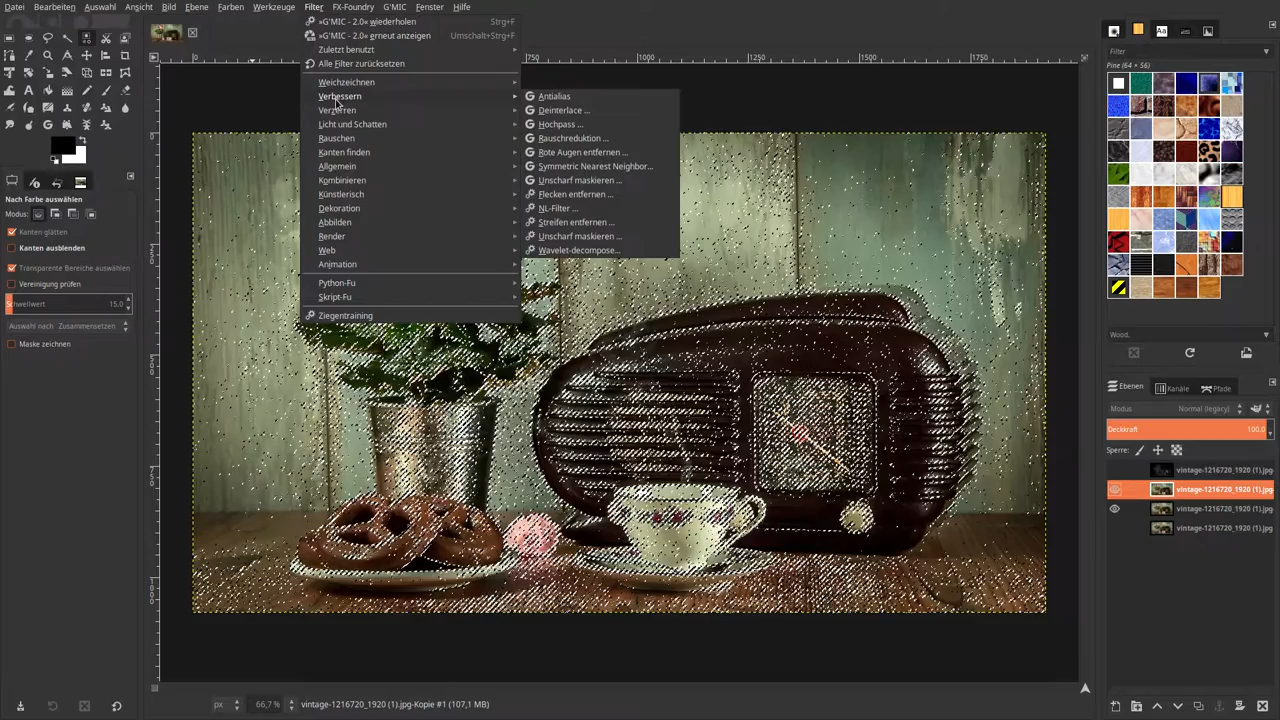 Datei Bearbeiten Auswahl Ansicht Bild Ebene Farben Werkzeuge Filter FX-Foundry G'MIC Fenster Hilfe
»G'MIC - 2.0« wiederholen Strg+F
»G'MIC - 2.0« erneut anzeigen Umschalt+Strg+F
Zuletzt benutzt
Alle Filter zurücksetzen
Weichzeichnen
Verbessern
Verzerren
Licht und Schatten
Rauschen
Kanten finden
Allgemein
Kombinieren
Künstlerisch
Dekoration
Abbilden
Render
Web
Animation
Python-Fu
Skript-Fu
Ziegentraining
Antialias
Deinterlace ...
Hochpass ...
Rauschreduktion ...
Rote Augen entfernen ...
Symmetric Nearest Neighbor...
Unscharf maskieren ...
Flecken entfernen ...
NL-Filter ...
Streifen entfernen ...
Unscharf maskieren ...
Wavelet-decompose...
0 750 1000 1250 1500 1750
Nach Farbe auswählen
Modus:
Kanten glätten
Kanten ausblenden
Transparente Bereiche auswählen
Vereinigung prüfen
Schwellwert 15,0
Auswahl nach Zusammensetzen
Maske zeichnen
Filter
Pine (64 × 56)
Wood,
Ebenen Kanäle Pfade
Modus Normal (legacy)
Deckkraft 100,0
Sperre:
vintage-1216720_1920 (1).jpg
vintage-1216720_1920 (1).jpg
vintage-1216720_1920 (1).jpg
vintage-1216720_1920 (1).jpg
px 66,7 % vintage-1216720_1920 (1).jpg-Kopie #1 (107,1 MB)